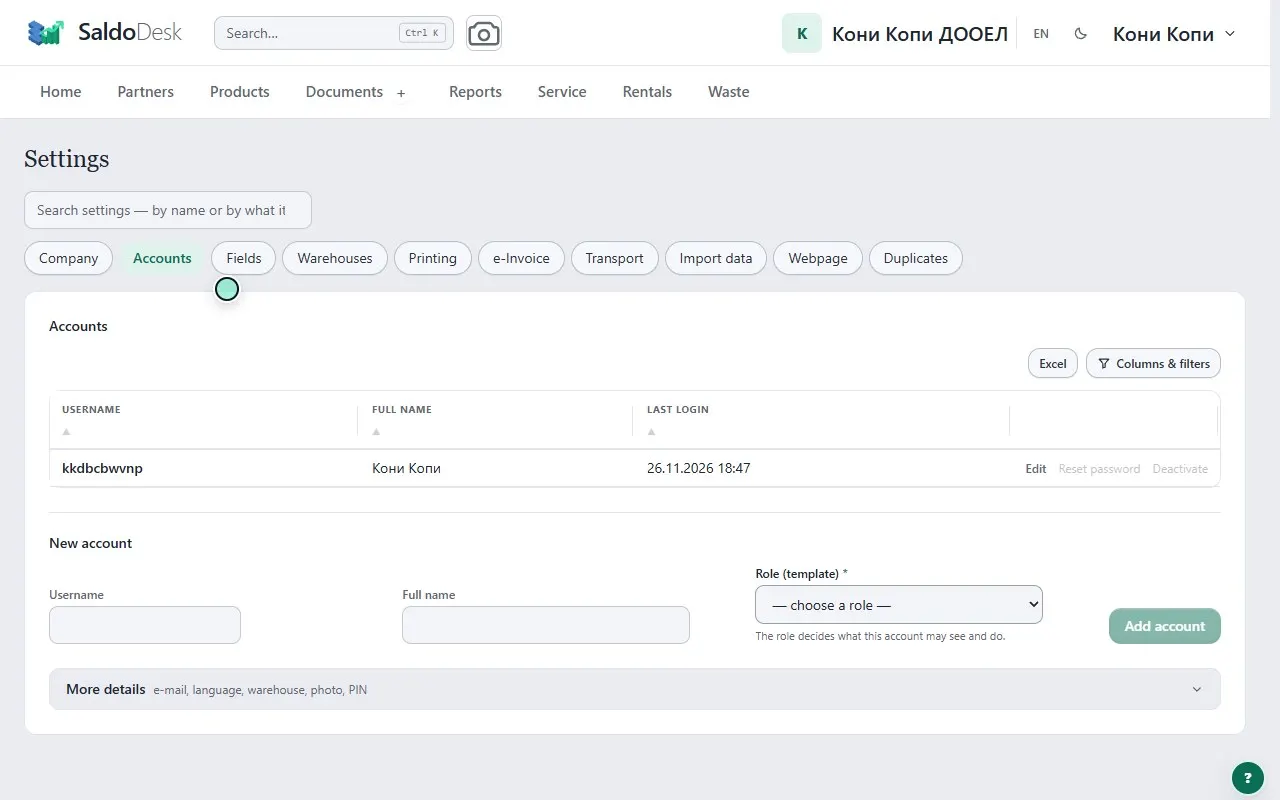 SaldoDesk
Search...
Ctrl K
К
Кони Копи ДООЕЛ
EN
Кони Копи
Home
Partners
Products
Documents +
Reports
Service
Rentals
Waste
Settings
Search settings — by name or by what it
Company
Accounts
Fields
Warehouses
Printing
e-Invoice
Transport
Import data
Webpage
Duplicates
Accounts
Excel
Columns & filters
USERNAME
FULL NAME
LAST LOGIN
kkdbcbwvnp
Кони Копи
26.11.2026 18:47
Edit
Reset password
Deactivate
New account
Username
Full name
Role (template) *
— choose a role —
The role decides what this account may see and do.
Add account
More details e-mail, language, warehouse, photo, PIN
?